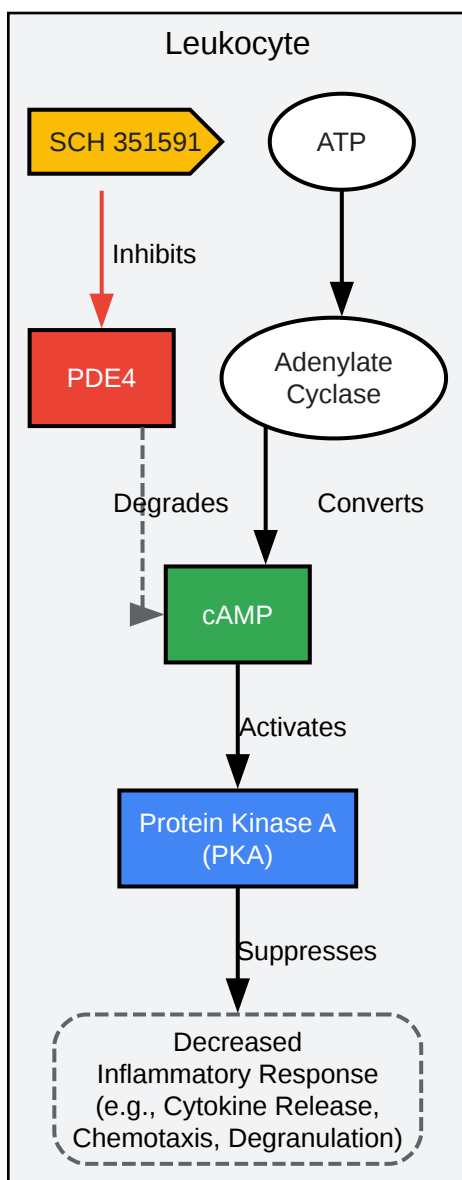 Leukocyte
SCH 351591
ATP
Inhibits
PDE4
Adenylate
Cyclase
Degrades
Converts
cAMP
Activates
Protein Kinase A
(PKA)
Suppresses
Decreased
Inflammatory Response
(e.g., Cytokine Release,
Chemotaxis, Degranulation)